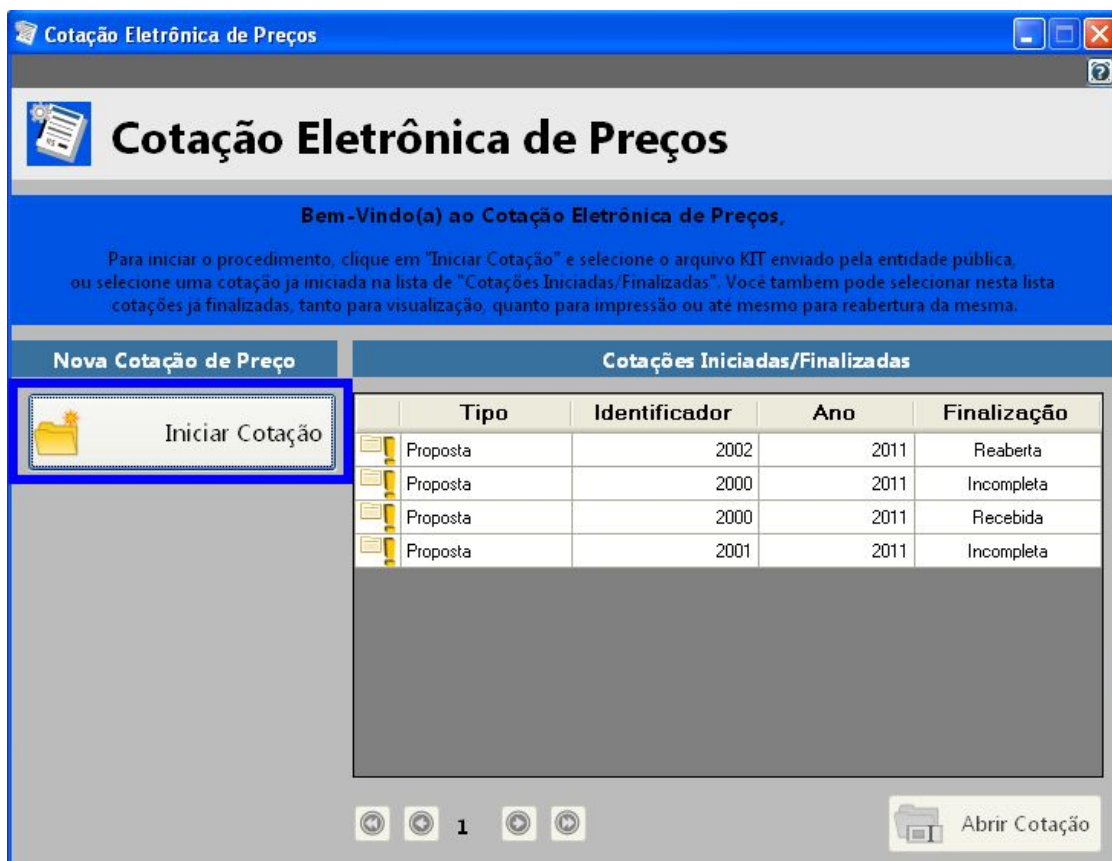 Cotação Eletrônica de Preços
Cotação Eletrônica de Preços
Bem-Vindo(a) ao Cotação Eletrônica de Preços,
Para iniciar o procedimento, clique em "Iniciar Cotação" e selecione o arquivo KIT enviado pela entidade pública,
ou selecione uma cotação já iniciada na lista de "Cotações Iniciadas/Finalizadas". Você também pode selecionar nesta lista
cotações já finalizadas, tanto para visualização, quanto para impressão ou até mesmo para reabertura da mesma.
Nova Cotação de Preço
Cotações Iniciadas/Finalizadas
Iniciar Cotação
Tipo Identificador Ano Finalização
Proposta 2002 2011 Reaberta
Proposta 2000 2011 Incompleta
Proposta 2000 2011 Recebida
Proposta 2001 2011 Incompleta
1
Abrir Cotação